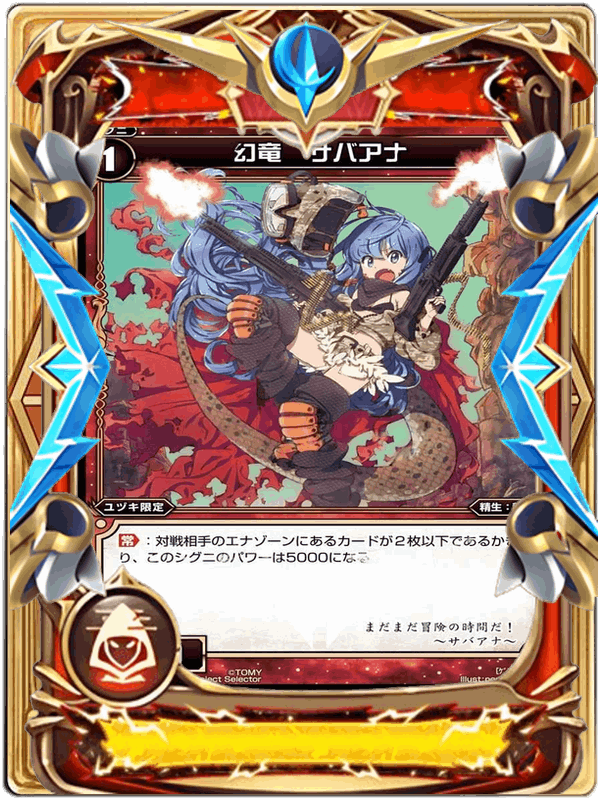 1
幻竜 サバアナ
ユヅキ限定
精生:
常:対戦相手のエナゾーンにあるカードが2枚以下であるか
り、このシグニのパワーは5000になる
まだまだ冒険の時間だ!
〜サバアナ〜
©TOMY
lect Selector
Illust: